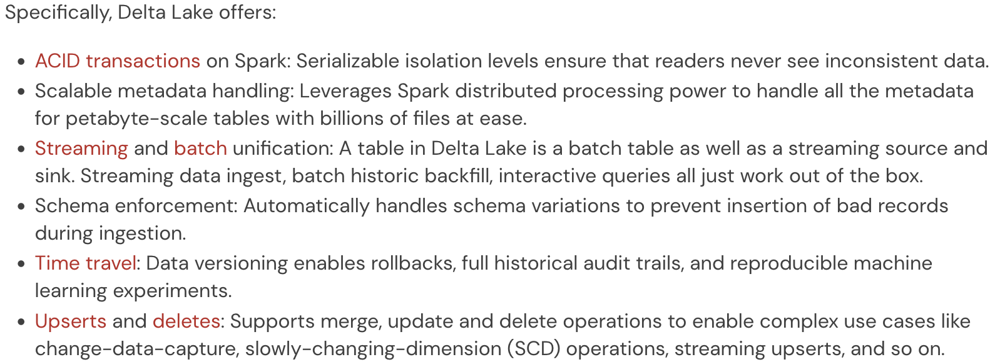 Specifically, Delta Lake offers:
• ACID transactions on Spark: Serializable isolation levels ensure that readers never see inconsistent data.
• Scalable metadata handling: Leverages Spark distributed processing power to handle all the metadata
for petabyte-scale tables with billions of files at ease.
• Streaming and batch unification: A table in Delta Lake is a batch table as well as a streaming source and
sink. Streaming data ingest, batch historic backfill, interactive queries all just work out of the box.
• Schema enforcement: Automatically handles schema variations to prevent insertion of bad records
during ingestion.
• Time travel: Data versioning enables rollbacks, full historical audit trails, and reproducible machine
learning experiments.
• Upserts and deletes: Supports merge, update and delete operations to enable complex use cases like
change-data-capture, slowly-changing-dimension (SCD) operations, streaming upserts, and so on.